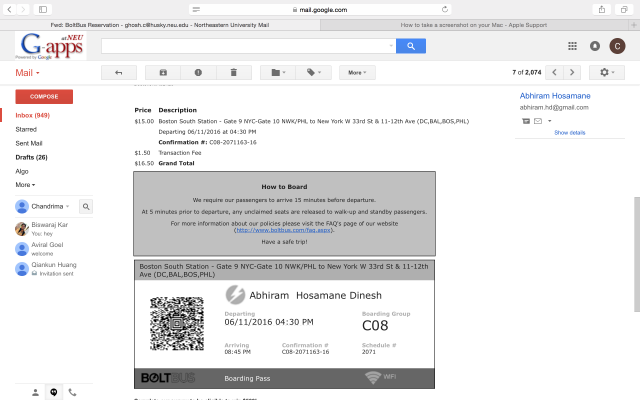 mail.google.com
Fwd: BoltBus Reservation - ghosh.c@husky.neu.edu - Northeastern University Mail
How to take a screenshot on your Mac - Apple Support
G-apps
at NEU
Powered by Google
C
Mail
More
7 of 2,074
COMPOSE
Inbox (949)
Starred
Sent Mail
Drafts (26)
Algo
More
Chandrima
Biswaraj Kar
You: hey
Aviral Goel
welcome
Qiankun Huang
Invitation sent
Price Description
$15.00 Boston South Station - Gate 9 NYC-Gate 10 NWK/PHL to New York W 33rd St & 11-12th Ave (DC,BAL,BOS,PHL)
Departing 06/11/2016 at 04:30 PM
Confirmation #: C08-2071163-16
$1.50 Transaction Fee
$16.50 Grand Total
How to Board
We require our passengers to arrive 15 minutes before departure.
At 5 minutes prior to departure, any unclaimed seats are released to walk-up and standby passengers.
For more information about our policies please visit the FAQ's page of our website
(http://www.boltbus.com/faq.aspx).
Have a safe trip!
Boston South Station - Gate 9 NYC-Gate 10 NWK/PHL to New York W 33rd St & 11-12th
Ave (DC,BAL,BOS,PHL)
Abhiram Hosamane Dinesh
Departing
06/11/2016 04:30 PM
Boarding Group
C08
Arriving
08:45 PM
Confirmation #
C08-2071163-16
Schedule #
2071
BOLTBUS
Boarding Pass
WIFI
Abhiram Hosamane
abhiram.hd@gmail.com
Show details